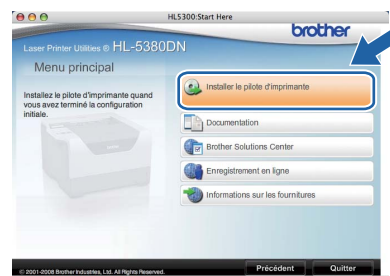 HL5300:Start Here
brother
Laser Printer Utilities ® HL-5380DN
Menu principal
Installez le pilote d'imprimante quand
vous avez terminé la configuration
initiale.
Installer le pilote d'imprimante
Documentation
Brother Solutions Center
Enregistrement en ligne
Informations sur les fournitures
© 2001-2008 Brother Industries, Ltd. All Rights Reserved.
Précédent
Quitter